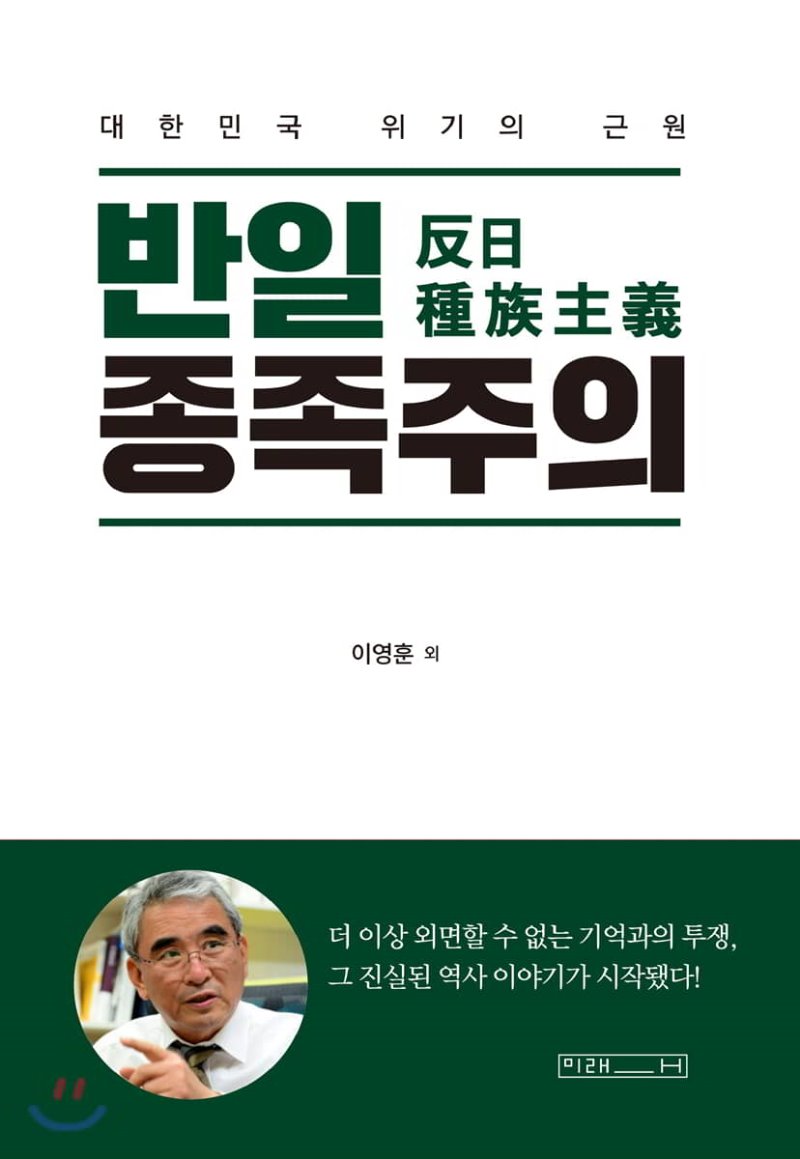 대한민국 위기의 근원
반일
反日
種族主義
종족주의
이영훈 외
더 이상 외면할 수 없는 기억과의 투쟁,
그 진실된 역사 이야기가 시작됐다!
미래__H